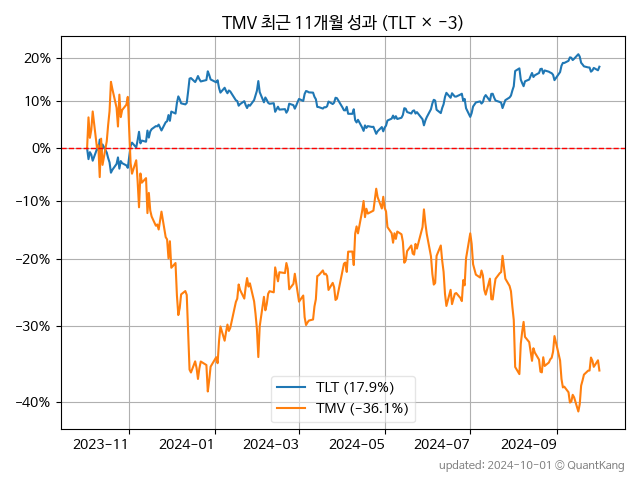 TMV 최근 11개월 성과 (TLT × −3)
20%
10%
0%
−10%
−20%
−30%
−40%
TLT (17.9%)
TMV (−36.1%)
2023-11 2024-01 2024-03 2024-05 2024-07 2024-09
updated: 2024-10-01 © QuantKang